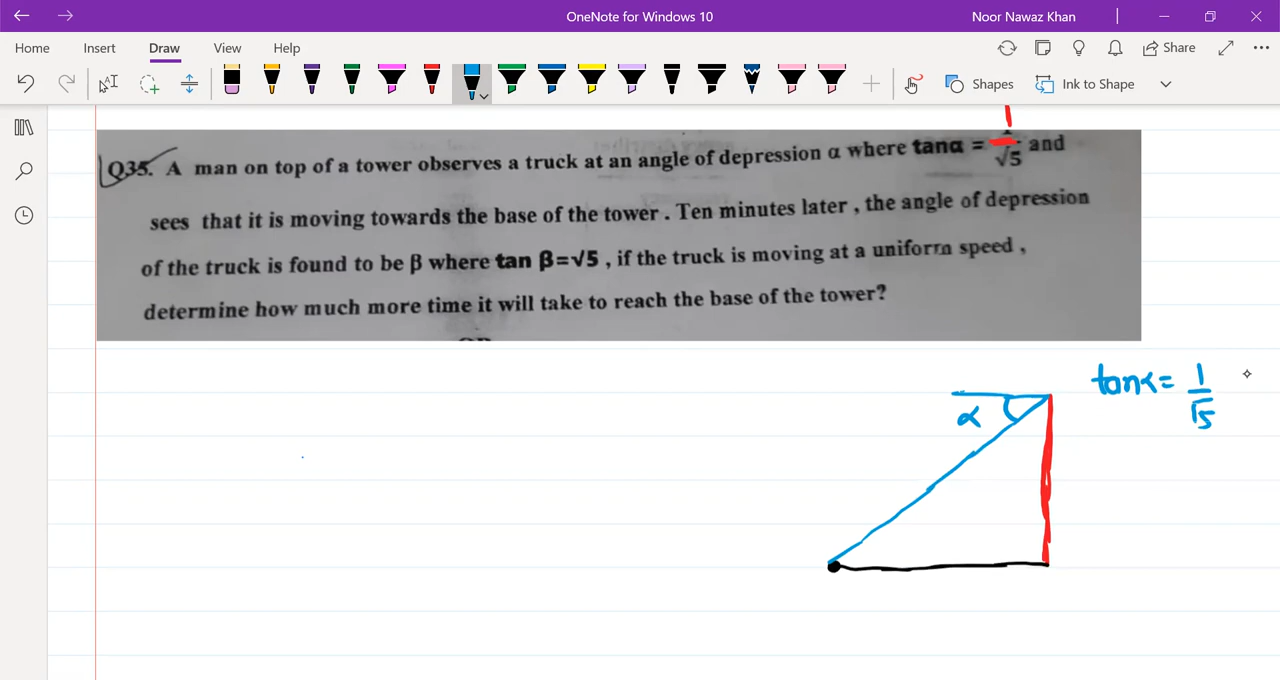 OneNote for Windows 10
Noor Nawaz Khan
Home Insert Draw View Help
Share
Shapes
Ink to Shape
Q35. A man on top of a tower observes a truck at an angle of depression α where tanα = 1/√5 and
sees that it is moving towards the base of the tower . Ten minutes later , the angle of depression
of the truck is found to be β where tan β=√5 , if the truck is moving at a uniform speed ,
determine how much more time it will take to reach the base of the tower?
tanα = 1/√5
α